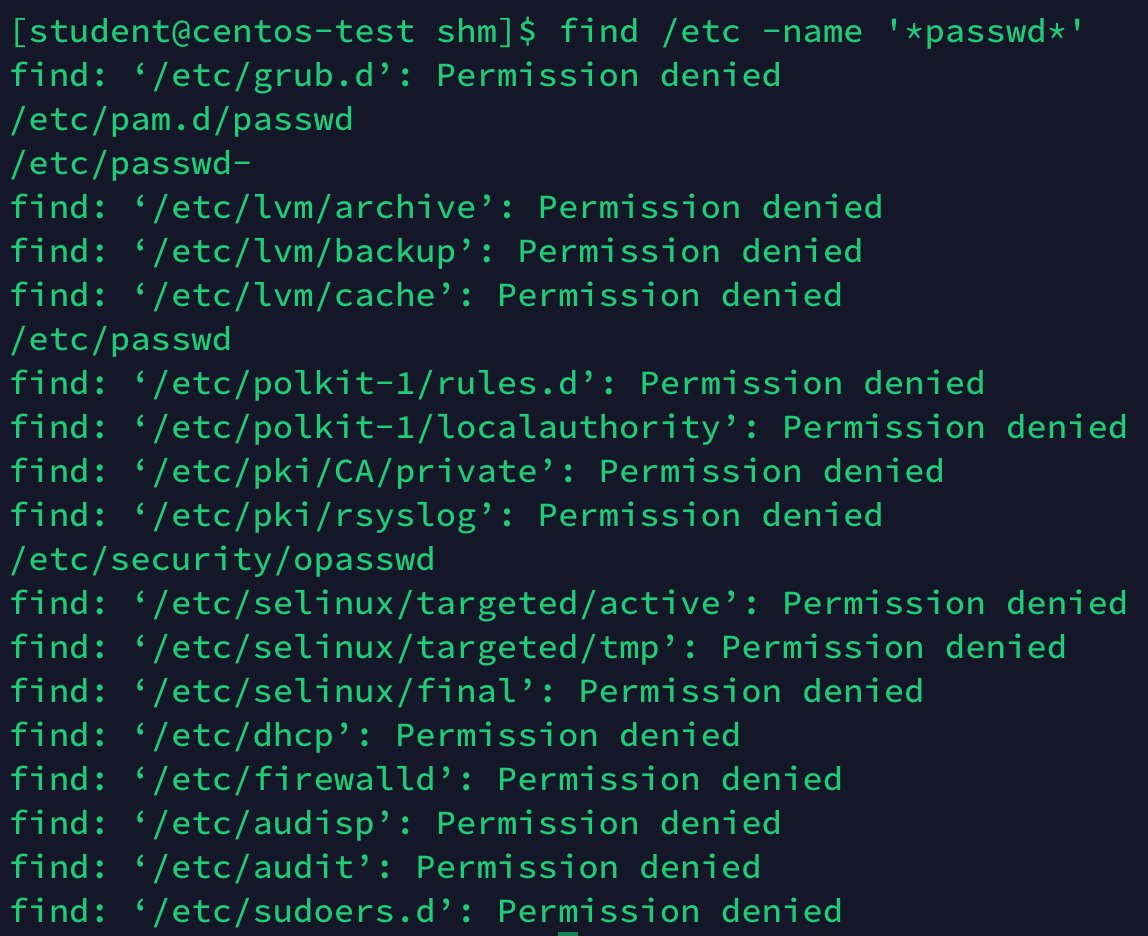 [student@centos-test shm]$ find /etc -name '*passwd*'
find: ‘/etc/grub.d’: Permission denied
/etc/pam.d/passwd
/etc/passwd-
find: ‘/etc/lvm/archive’: Permission denied
find: ‘/etc/lvm/backup’: Permission denied
find: ‘/etc/lvm/cache’: Permission denied
/etc/passwd
find: ‘/etc/polkit-1/rules.d’: Permission denied
find: ‘/etc/polkit-1/localauthority’: Permission denied
find: ‘/etc/pki/CA/private’: Permission denied
find: ‘/etc/pki/rsyslog’: Permission denied
/etc/security/opasswd
find: ‘/etc/selinux/targeted/active’: Permission denied
find: ‘/etc/selinux/targeted/tmp’: Permission denied
find: ‘/etc/selinux/final’: Permission denied
find: ‘/etc/dhcp’: Permission denied
find: ‘/etc/firewalld’: Permission denied
find: ‘/etc/audisp’: Permission denied
find: ‘/etc/audit’: Permission denied
find: ‘/etc/sudoers.d’: Permission denied